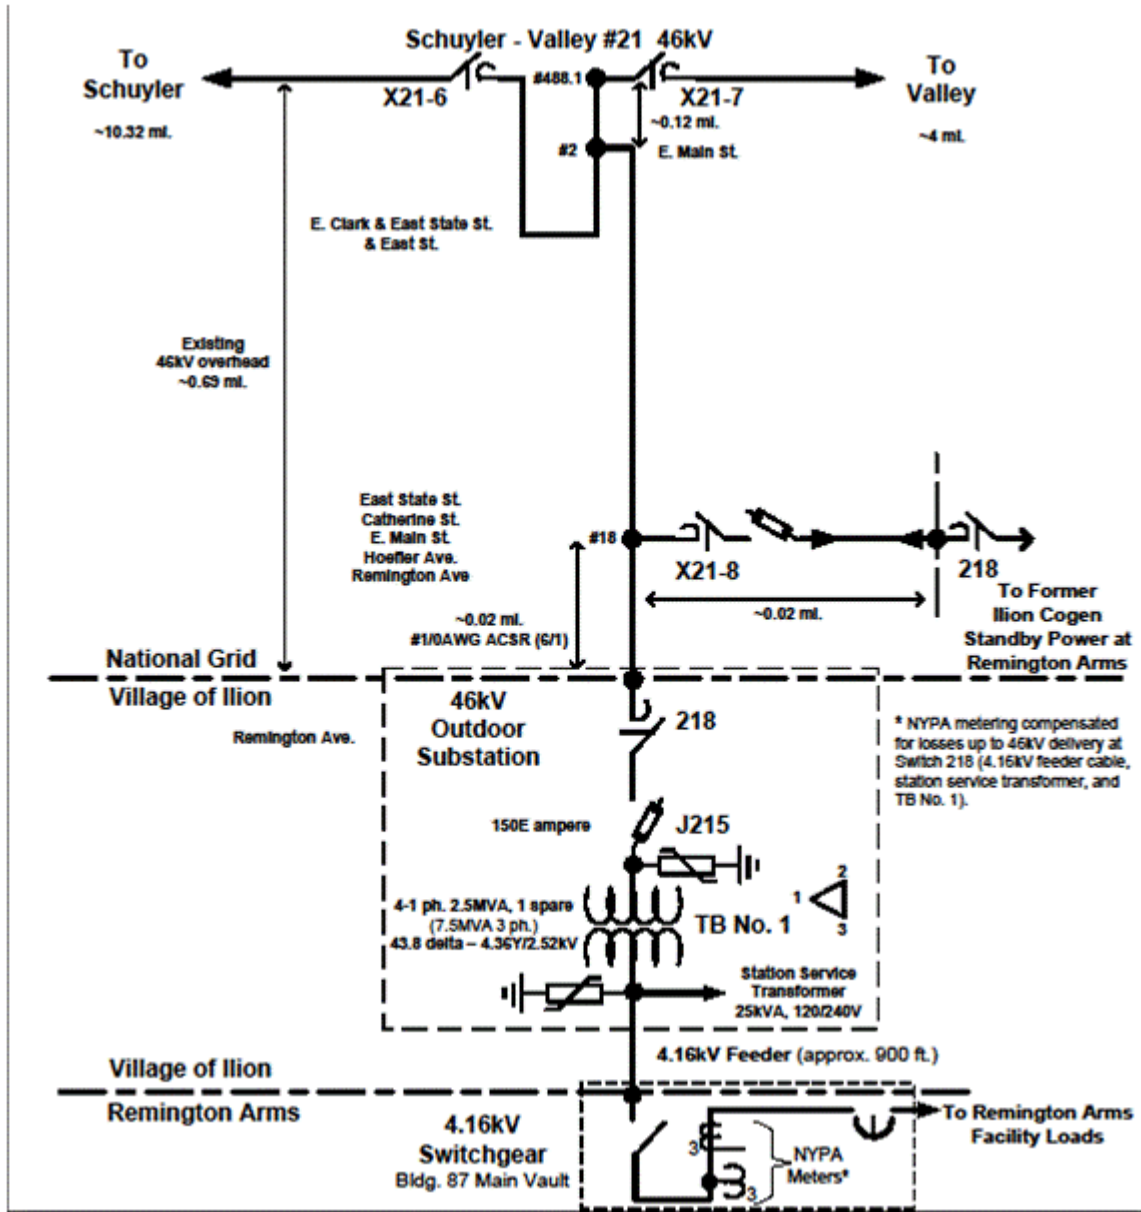 Schuyler - Valley #21 46kV
To
Schuyler
~10.32 mi.
X21-6
#488.1
X21-7
To
Valley
~4 mi.
~0.12 mi.
#2
E. Main St.
E. Clark & East State St.
& East St.
Existing
46kV overhead
~0.69 mi.
East State St.
Catherine St.
E. Main St.
Hoefler Ave.
Remington Ave
#18
X21-8
218
~0.02 mi.
To Former
Ilion Cogen
Standby Power at
Remington Arms
~0.02 mi.
#1/0AWG ACSR (6/1)
National Grid
Village of Ilion
Remington Ave.
46kV
Outdoor
Substation
218
* NYPA metering compensated
for losses up to 46kV delivery at
Switch 218 (4.16kV feeder cable,
station service transformer, and
TB No. 1).
150E ampere
J215
4-1 ph. 2.5MVA, 1 spare
(7.5MVA 3 ph.)
43.8 delta – 4.36Y/2.52kV
TB No. 1
1
2
3
Station Service
Transformer
25kVA, 120/240V
4.16kV Feeder (approx. 900 ft.)
Village of Ilion
Remington Arms
4.16kV
Switchgear
Bldg. 87 Main Vault
3
3
NYPA
Meters*
To Remington Arms
Facility Loads